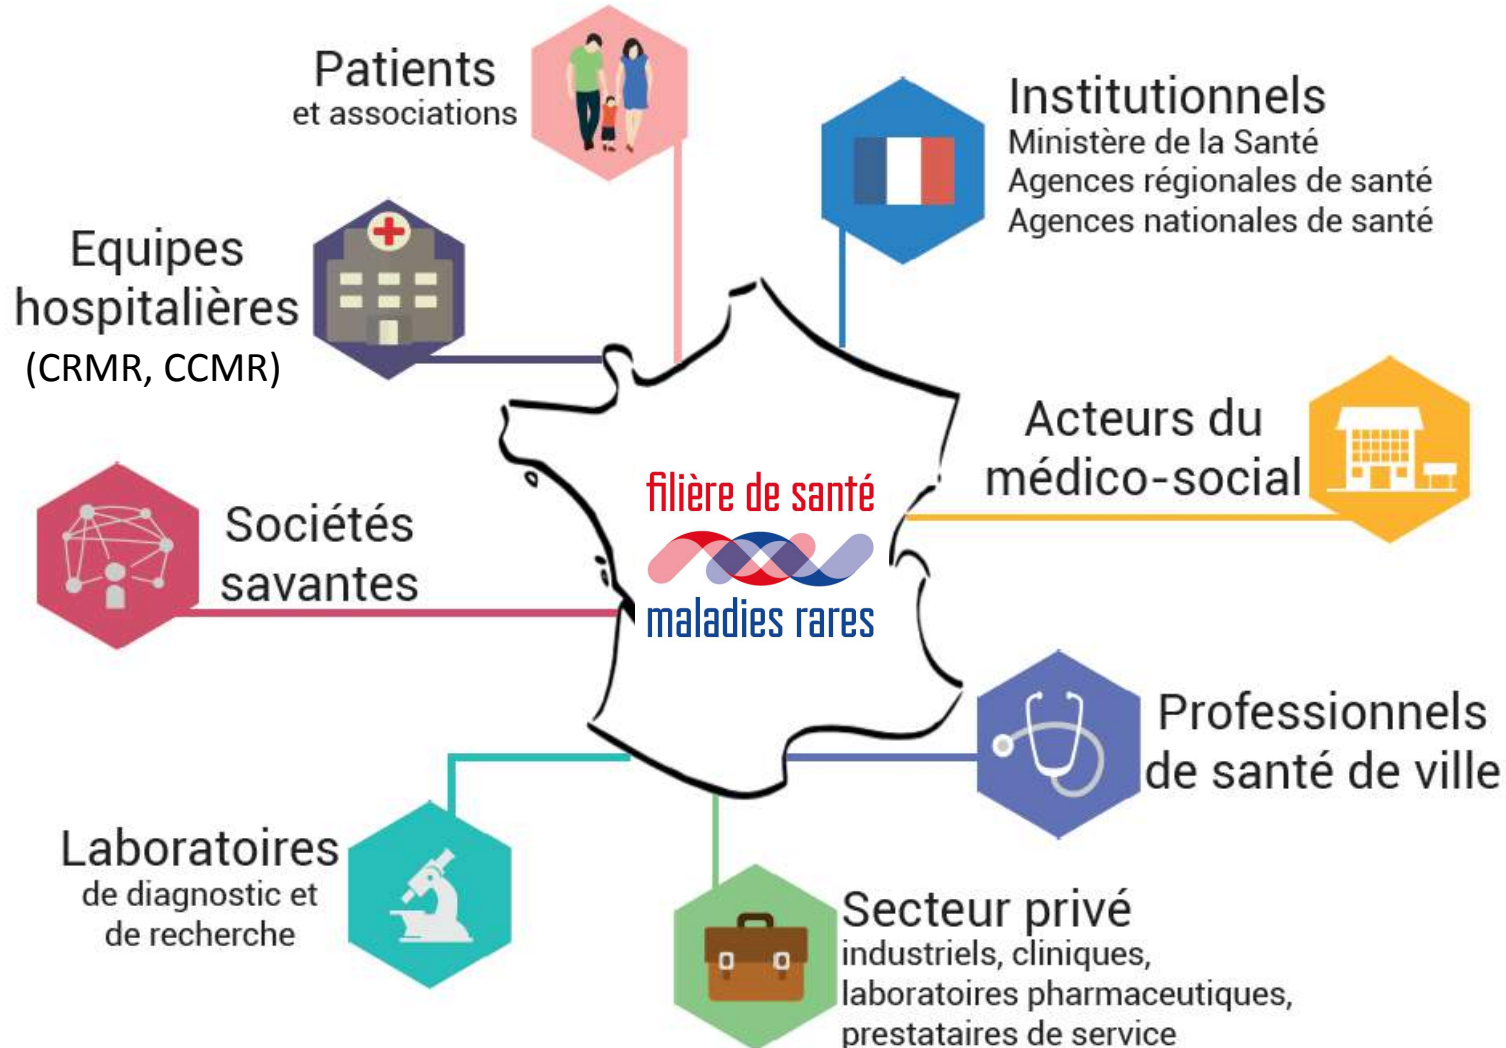 Patients
et associations
Institutionnels
Ministère de la Santé
Agences régionales de santé
Agences nationales de santé
Equipes
hospitalières
(CRMR, CCMR)
Acteurs du
médico-social
filière de santé
maladies rares
Sociétés
savantes
Professionnels
de santé de ville
Laboratoires
de diagnostic et
de recherche
Secteur privé
industriels, cliniques,
laboratoires pharmaceutiques,
prestataires de service